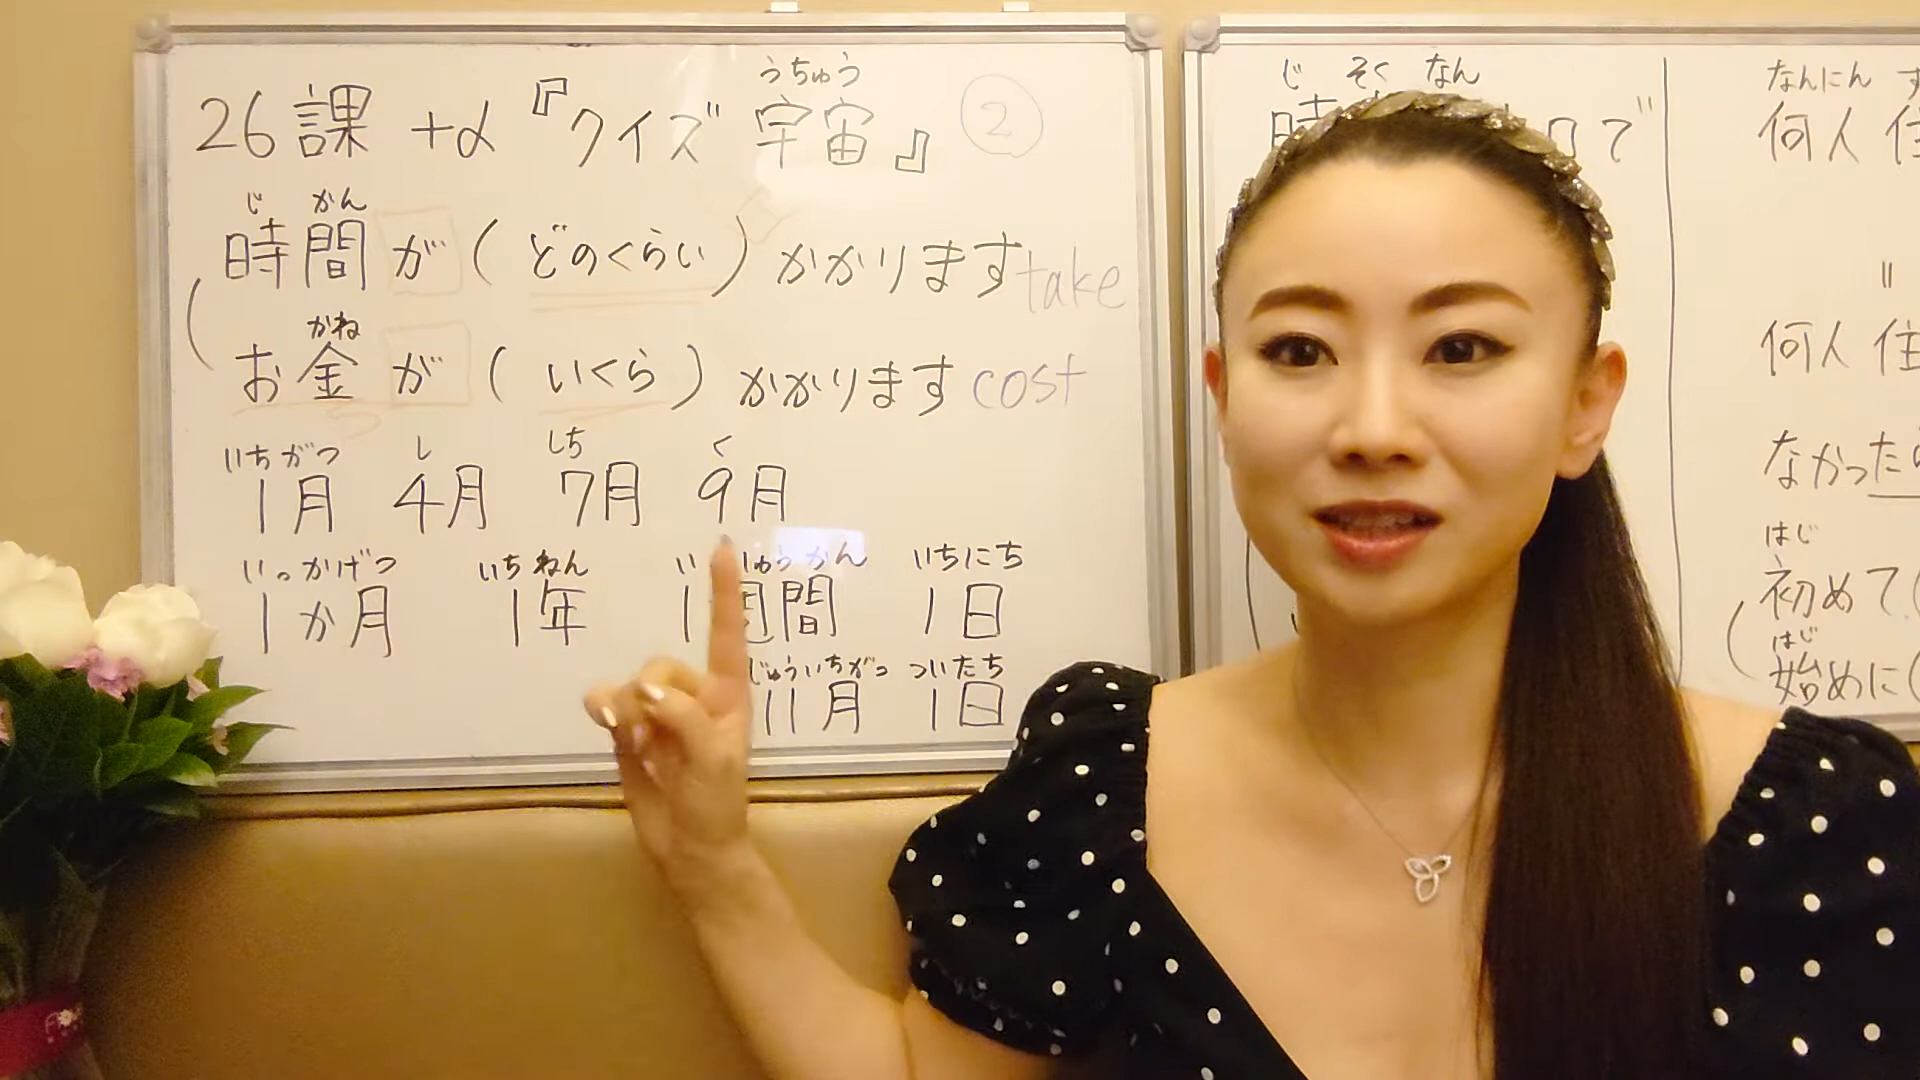 26課 +α 『クイズ 宇宙』 ②
うちゅう
じ かん
時間が ( どのくらい ) かかります take
かね
お金が ( いくら ) かかります cost
いちがつ し しち く
1月 4月 7月 9月
いっかげつ いちねん しゅうかん いちにち
1か月 1年 1週間 1日
じゅういちがつ ついたち
11月 1日
じ そく なん
時 で
なんにん
何人 住
〃
何人 住
なかった
はじ
初めて (
はじ
始めに (